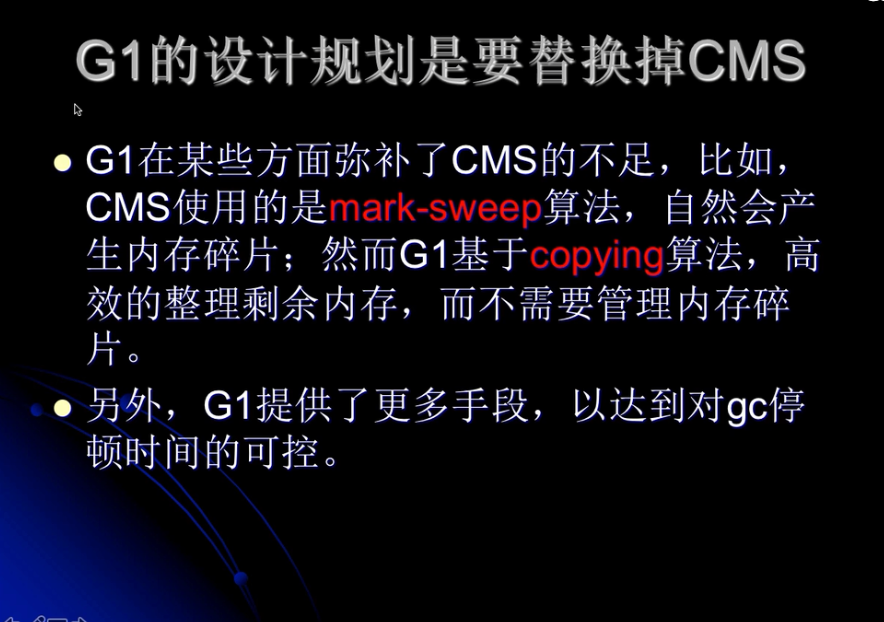 G1的设计规划是要替换掉CMS
G1在某些方面弥补了CMS的不足，比如，
CMS使用的是mark-sweep算法，自然会产
生内存碎片；然而G1基于copying算法，高
效的整理剩余内存，而不需要管理内存碎
片。
另外，G1提供了更多手段，以达到对gc停
顿时间的可控。